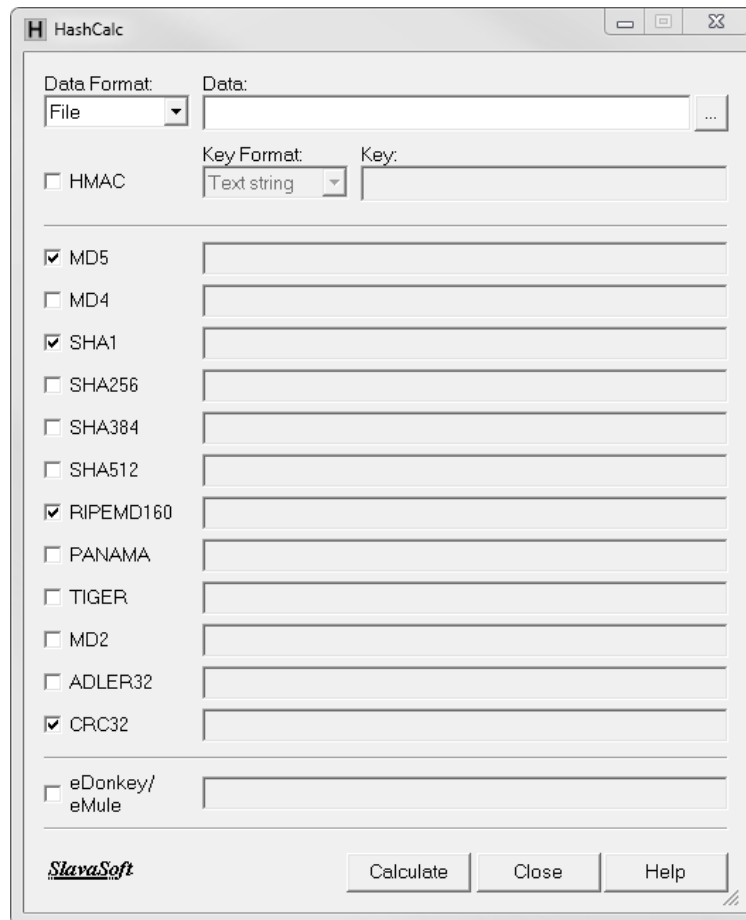 HashCalc
Data Format: Data:
File ...
Key Format: Key:
HMAC Text string
MD5
MD4
SHA1
SHA256
SHA384
SHA512
RIPEMD160
PANAMA
TIGER
MD2
ADLER32
CRC32
eDonkey/
eMule
SlavaSoft Calculate Close Help